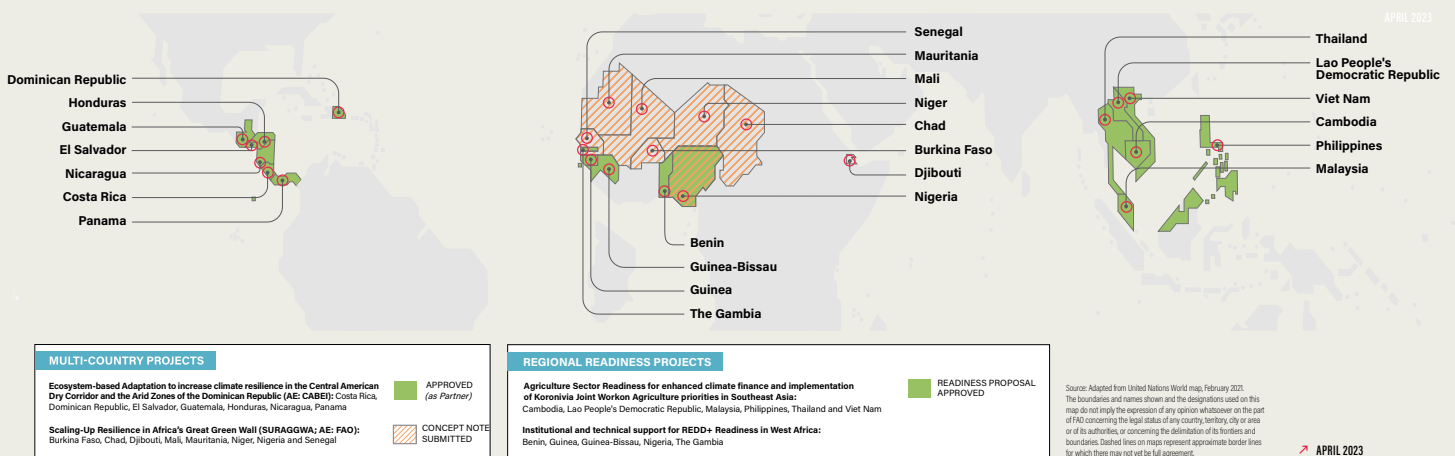 APRIL 2023
Dominican Republic
Honduras
Guatemala
El Salvador
Nicaragua
Costa Rica
Panama
Senegal
Mauritania
Mali
Niger
Chad
Burkina Faso
Djibouti
Nigeria
Benin
Guinea-Bissau
Guinea
The Gambia
Thailand
Lao People's
Democratic Republic
Viet Nam
Cambodia
Philippines
Malaysia
MULTI-COUNTRY PROJECTS
Ecosystem-based Adaptation to increase climate resilience in the Central American
Dry Corridor and the Arid Zones of the Dominican Republic (AE: CABEI): Costa Rica,
Dominican Republic, El Salvador, Guatemala, Honduras, Nicaragua, Panama
APPROVED
(as Partner)
Scaling-Up Resilience in Africa's Great Green Wall (SURAGGWA; AE: FAO):
Burkina Faso, Chad, Djibouti, Mali, Mauritania, Niger, Nigeria and Senegal
CONCEPT NOTE
SUBMITTED
REGIONAL READINESS PROJECTS
Agriculture Sector Readiness for enhanced climate finance and implementation
of Koronivia Joint Workon Agriculture priorities in Southeast Asia:
Cambodia, Lao People's Democratic Republic, Malaysia, Philippines, Thailand and Viet Nam
READINESS PROPOSAL
APPROVED
Institutional and technical support for REDD+ Readiness in West Africa:
Benin, Guinea, Guinea-Bissau, Nigeria, The Gambia
Source: Adapted from United Nations World map, February 2021.
The boundaries and names shown and the designations used on this
map do not imply the expression of any opinion whatsoever on the part
of FAO concerning the legal status of any country, territory, city or area
or of its authorities, or concerning the delimitation of its frontiers and
boundaries. Dashed lines on maps represent approximate border lines
for which there may not yet be full agreement.
APRIL 2023